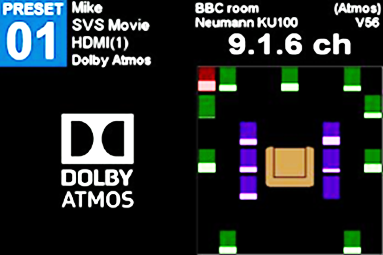 PRESET
01
Mike
SVS Movie
HDMI(1)
Dolby Atmos
BBC room (Atmos)
Neumann KU100 V56
9.1.6 ch
DOLBY
ATMOS